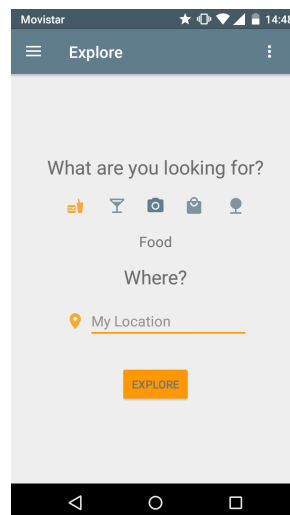 Movistar 14:48
Explore
What are you looking for?
Food
Where?
My Location
EXPLORE